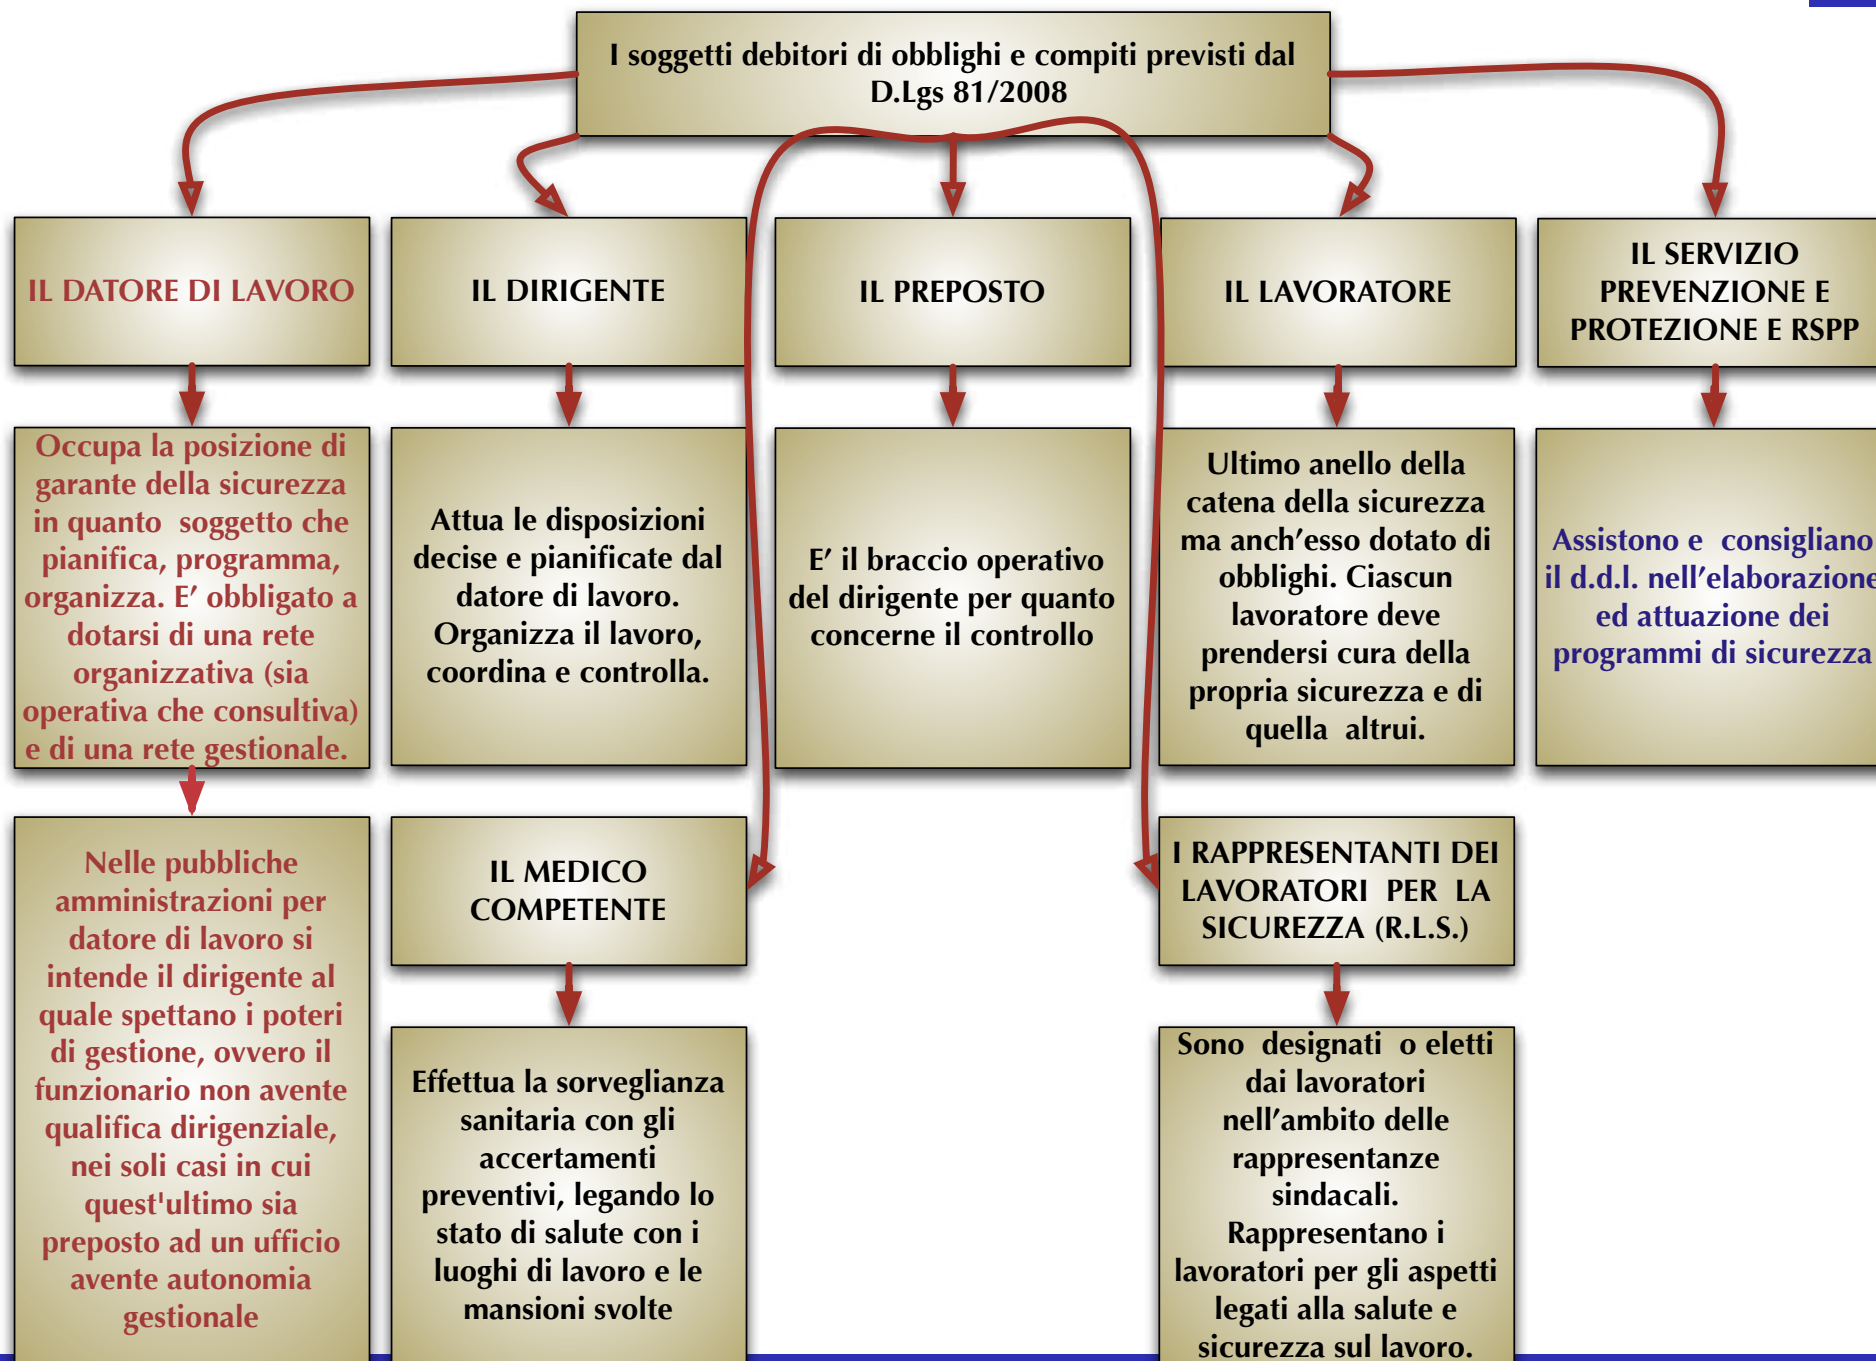 I soggetti debitori di obblighi e compiti previsti dal
D.Lgs 81/2008
IL DATORE DI LAVORO
IL DIRIGENTE
IL PREPOSTO
IL LAVORATORE
IL SERVIZIO
PREVENZIONE E
PROTEZIONE E RSPP
Occupa la posizione di
garante della sicurezza
in quanto soggetto che
pianifica, programma,
organizza. E’ obbligato a
dotarsi di una rete
organizzativa (sia
operativa che consultiva)
e di una rete gestionale.
Attua le disposizioni
decise e pianificate dal
datore di lavoro.
Organizza il lavoro,
coordina e controlla.
E’ il braccio operativo
del dirigente per quanto
concerne il controllo
Ultimo anello della
catena della sicurezza
ma anch’esso dotato di
obblighi. Ciascun
lavoratore deve
prendersi cura della
propria sicurezza e di
quella altrui.
Assistono e consigliano
il d.d.l. nell’elaborazione
ed attuazione dei
programmi di sicurezza
Nelle pubbliche
amministrazioni per
datore di lavoro si
intende il dirigente al
quale spettano i poteri
di gestione, ovvero il
funzionario non avente
qualifica dirigenziale,
nei soli casi in cui
quest'ultimo sia
preposto ad un ufficio
avente autonomia
gestionale
IL MEDICO
COMPETENTE
Effettua la sorveglianza
sanitaria con gli
accertamenti
preventivi, legando lo
stato di salute con i
luoghi di lavoro e le
mansioni svolte
I RAPPRESENTANTI DEI
LAVORATORI PER LA
SICUREZZA (R.L.S.)
Sono designati o eletti
dai lavoratori
nell’ambito delle
rappresentanze
sindacali.
Rappresentano i
lavoratori per gli aspetti
legati alla salute e
sicurezza sul lavoro.